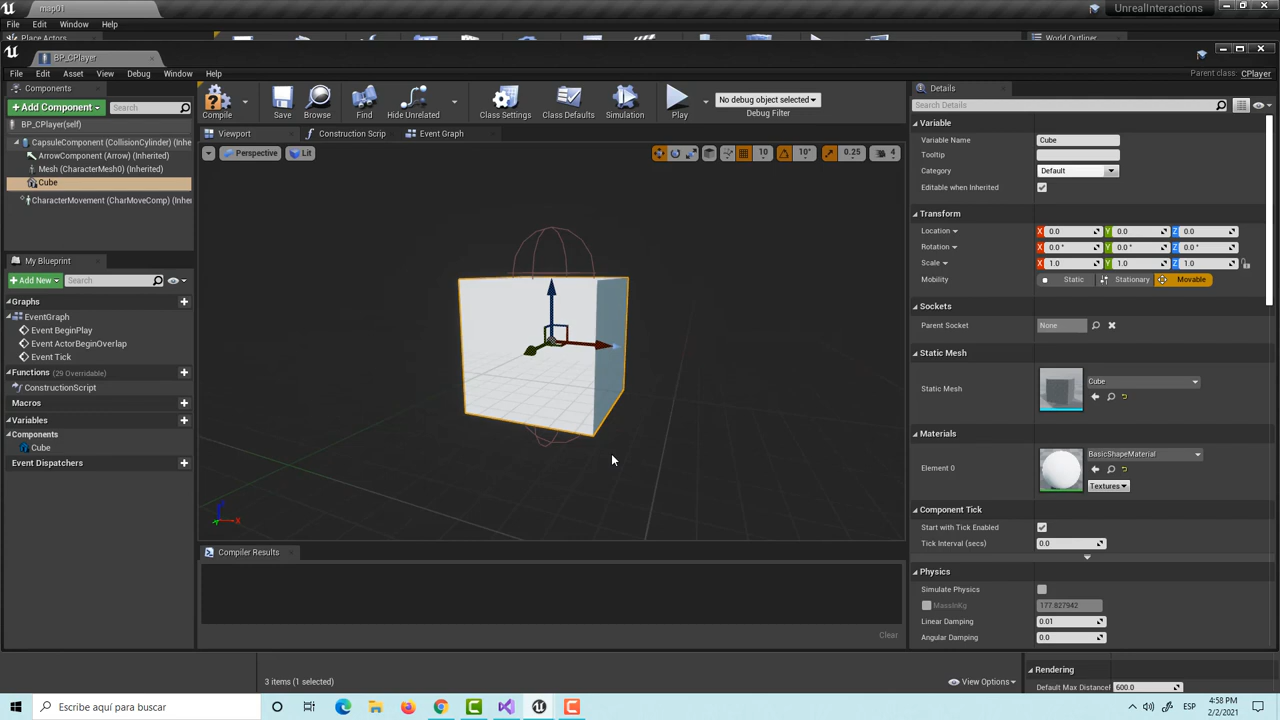 map01
UnrealInteractions
File Edit Window Help
Place Actors
World Outliner
BP_CPlayer
File Edit Asset View Debug Window Help
Parent class: CPlayer
Components
+Add Component
Search
BP_CPlayer(self)
CapsuleComponent (CollisionCylinder) (Inhe
ArrowComponent (Arrow) (Inherited)
Mesh (CharacterMesh0) (Inherited)
Cube
CharacterMovement (CharMoveComp) (Inhe
My Blueprint
+Add New
Search
Graphs
EventGraph
Event BeginPlay
Event ActorBeginOverlap
Event Tick
Functions (29 Overridable)
ConstructionScript
Macros
Variables
Components
Cube
Event Dispatchers
Compile Save Browse Find Hide Unrelated Class Settings Class Defaults Simulation Play
No debug object selected
Debug Filter
Viewport Construction Scrip Event Graph
Perspective Lit
10 10° 0.25 4
X
Compiler Results
Clear
Details
Search Details
Variable
Variable Name Cube
Tooltip
Category Default
Editable when Inherited
Transform
Location X 0.0 Y 0.0 Z 0.0
Rotation X 0.0 ° Y 0.0 ° Z 0.0 °
Scale X 1.0 Y 1.0 Z 1.0
Mobility Static Stationary Movable
Sockets
Parent Socket None
Static Mesh
Static Mesh Cube
Materials
Element 0 BasicShapeMaterial
Textures
Component Tick
Start with Tick Enabled
Tick Interval (secs) 0.0
Physics
Simulate Physics
MassInKg 177.827942
Linear Damping 0.01
Angular Damping 0.0
3 items (1 selected)
View Options
Rendering
Default Max Distancel 600.0
Escribe aquí para buscar
ESP
4:58 PM
2/2/2021